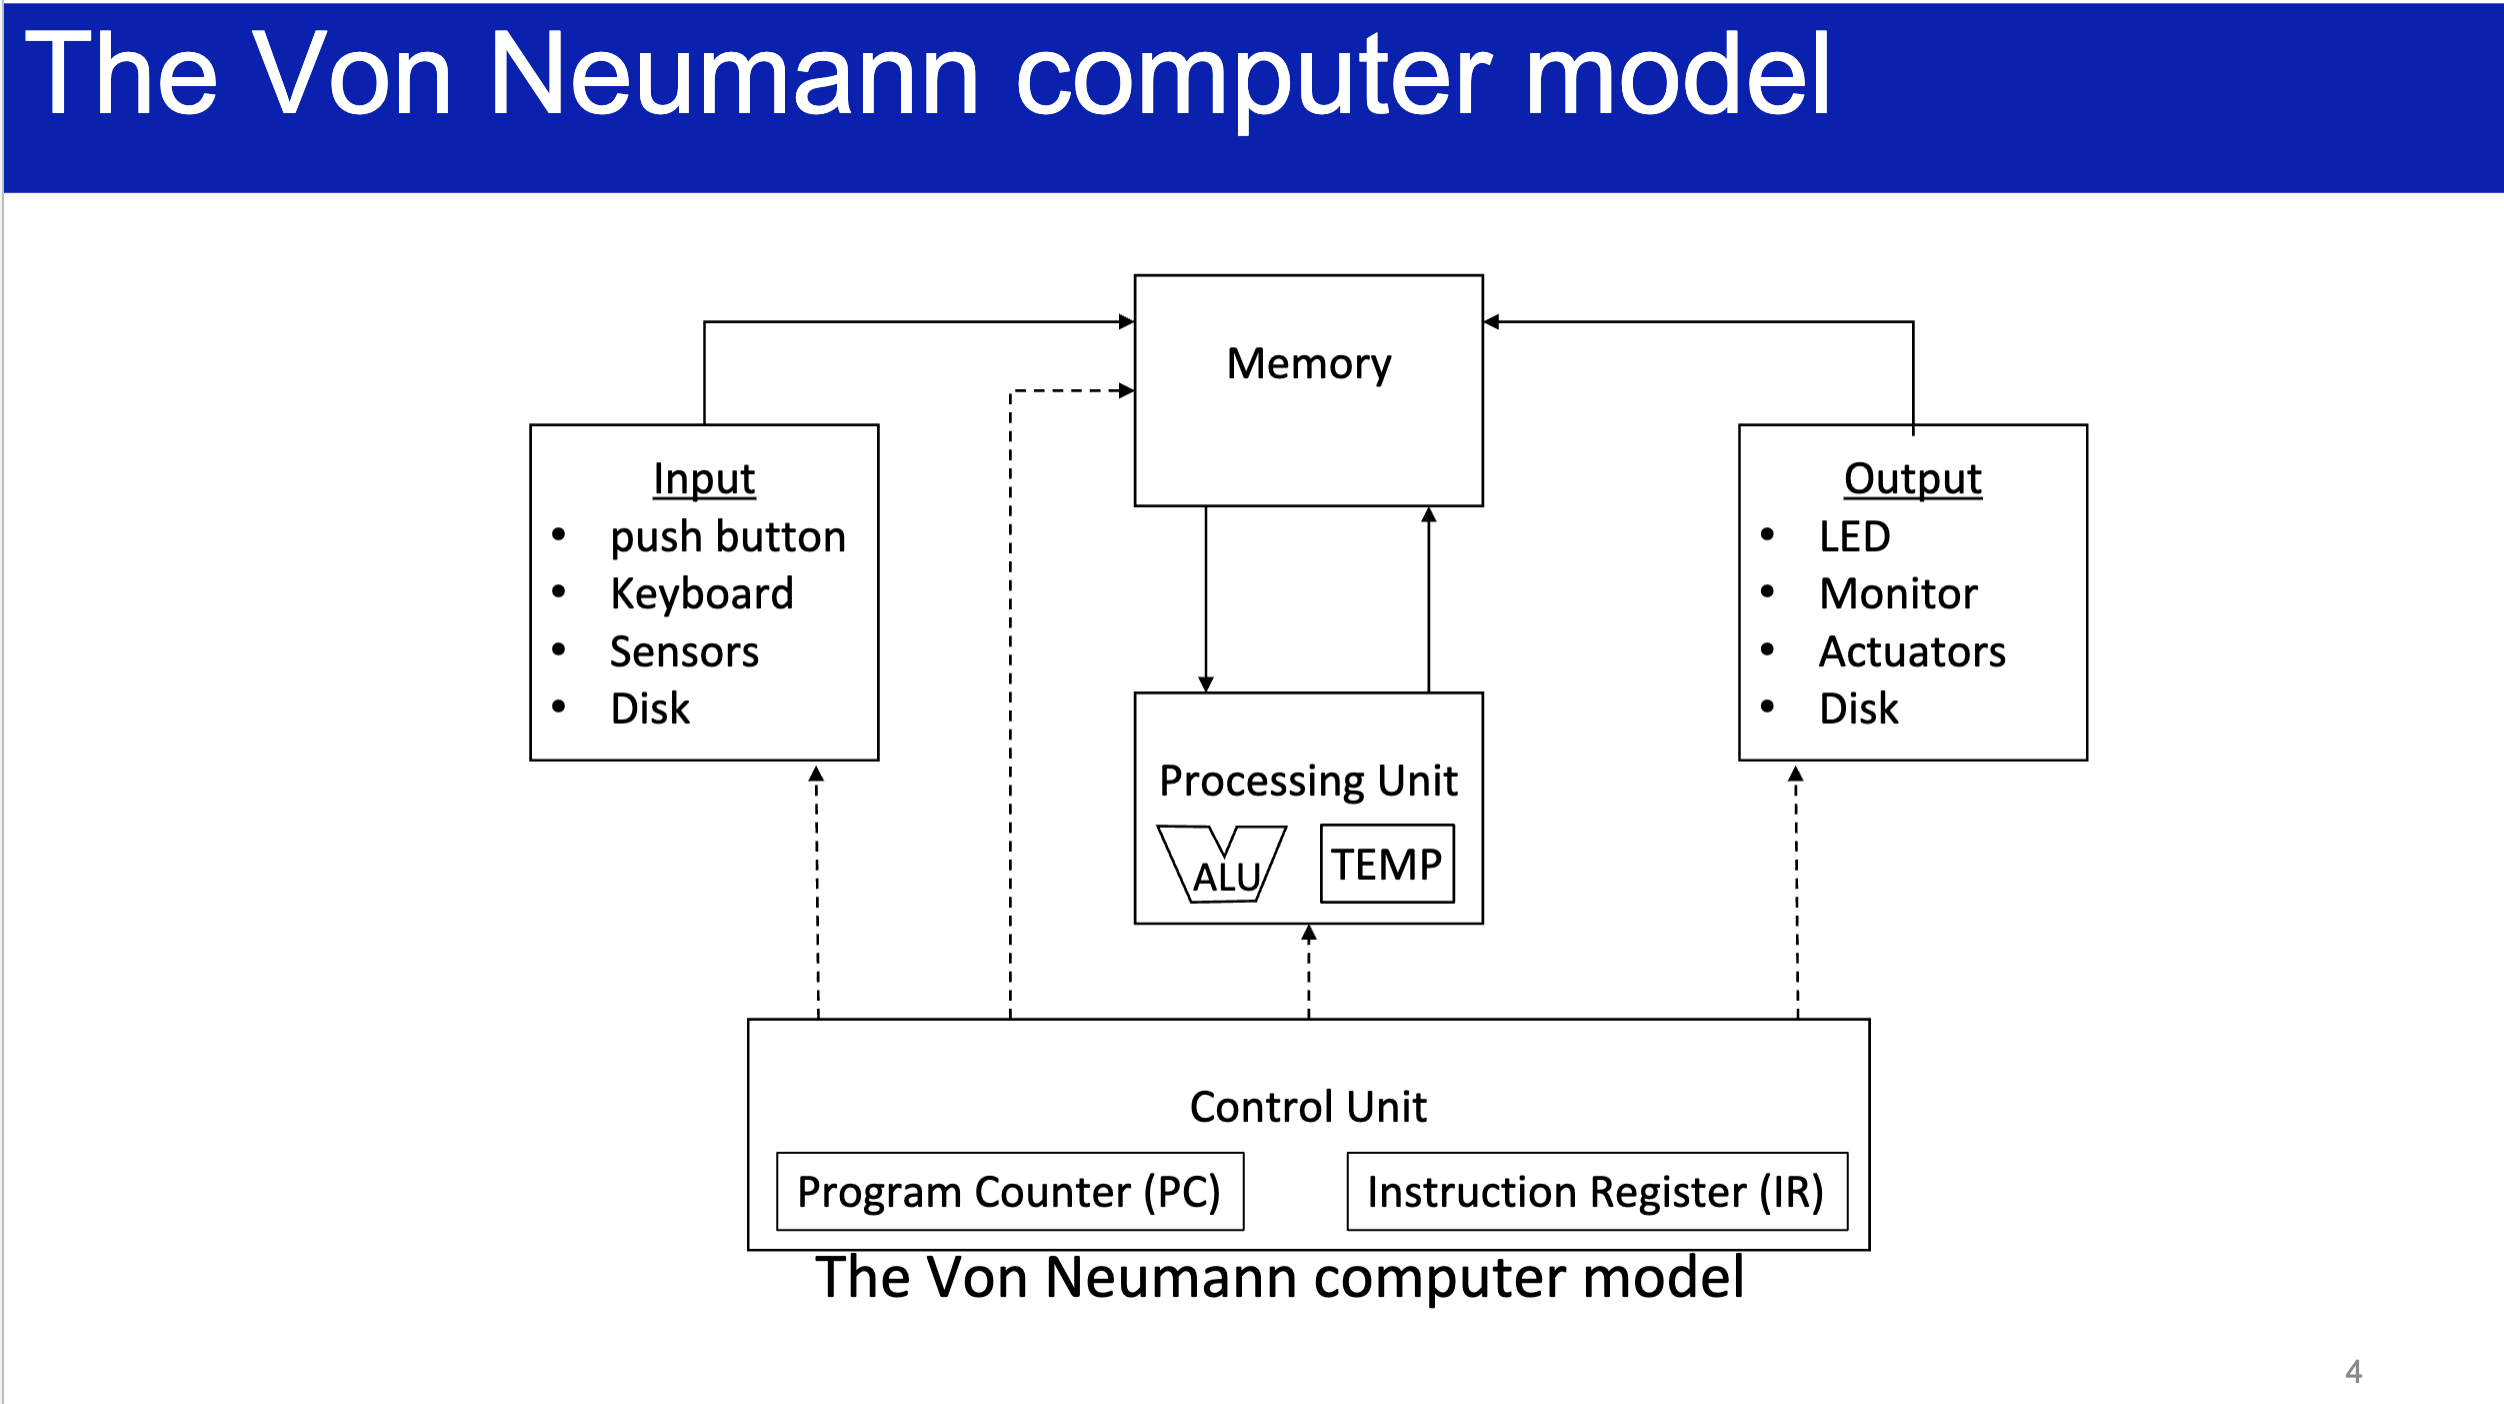 The Von Neumann computer model
Memory
Input
• push button
• Keyboard
• Sensors
• Disk
Output
• LED
• Monitor
• Actuators
• Disk
Processing Unit
ALU
TEMP
Control Unit
Program Counter (PC)
Instruction Register (IR)
The Von Neumann computer model
4